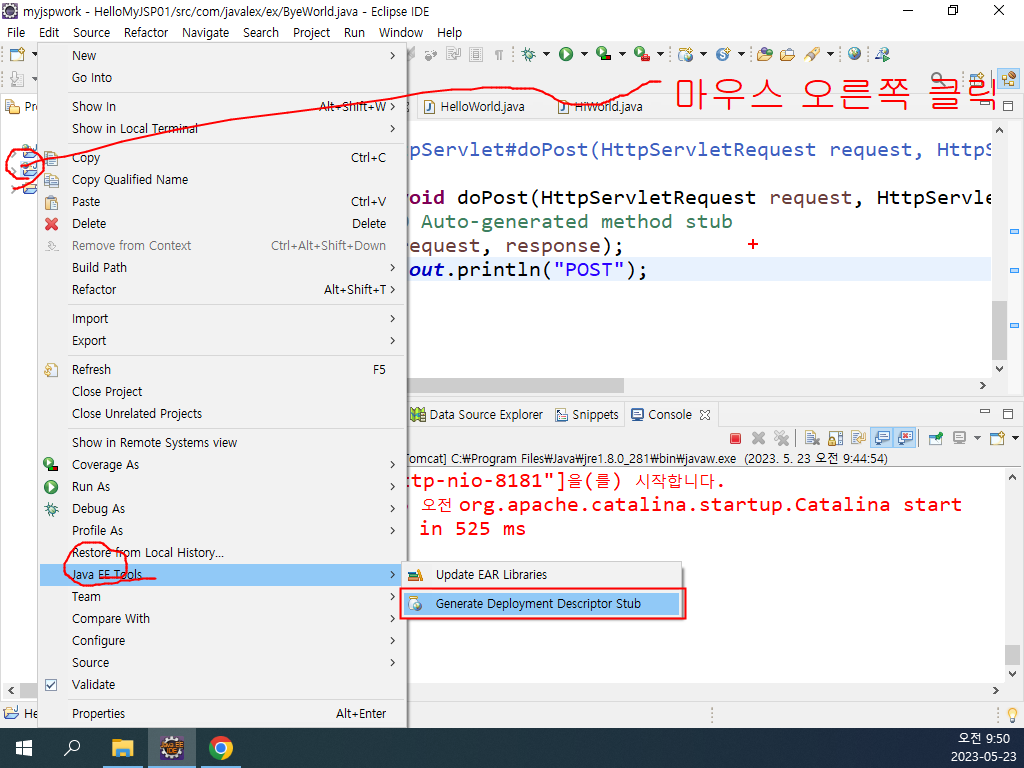 myjspwork - HelloMyJSP01/src/com/javalex/ex/ByeWorld.java - Eclipse IDE
File Edit Source Refactor Navigate Search Project Run Window Help
New
Go Into
Show In Alt+Shift+W
Show in Local Terminal
Copy Ctrl+C
Copy Qualified Name
Paste Ctrl+V
Delete Delete
Remove from Context Ctrl+Alt+Shift+Down
Build Path
Refactor Alt+Shift+T
Import
Export
Refresh F5
Close Project
Close Unrelated Projects
Show in Remote Systems view
Coverage As
Run As
Debug As
Profile As
Restore from Local History...
Java EE Tools
Team
Compare With
Configure
Source
Validate
Properties Alt+Enter
Update EAR Libraries
Generate Deployment Descriptor Stub
마우스 오른쪽 클릭
HelloWorld.java HiWorld.java
pServlet#doPost(HttpServletRequest request, HttpS
oid doPost(HttpServletRequest request, HttpServle
Auto-generated method stub
equest, response);
out.println("POST");
Data Source Explorer Snippets Console
Tomcat] C:₩Program Files₩Java₩jre1.8.0_281₩bin₩javaw.exe (2023. 5. 23 오전 9:44:54)
tp-nio-8181"]을(를) 시작합니다.
오전 org.apache.catalina.startup.Catalina start
in 525 ms
He
오전 9:50
2023-05-23